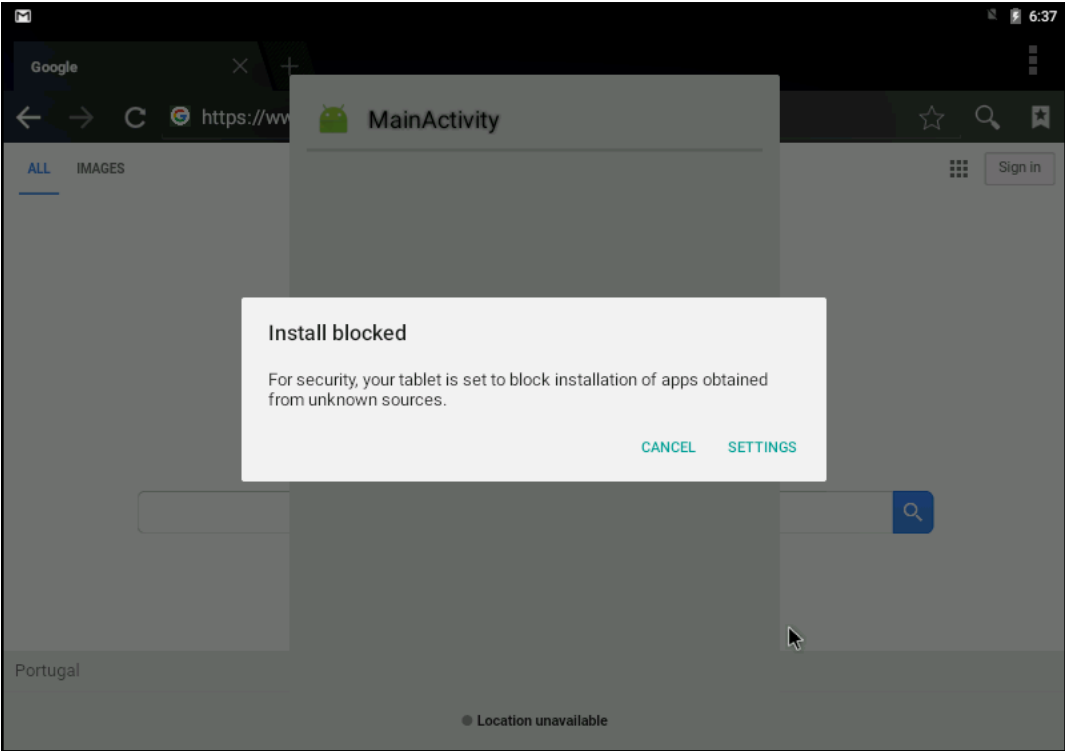 6:37
Google
https://ww
MainActivity
ALL IMAGES
Sign in
Install blocked
For security, your tablet is set to block installation of apps obtained
from unknown sources.
CANCEL SETTINGS
Portugal
Location unavailable